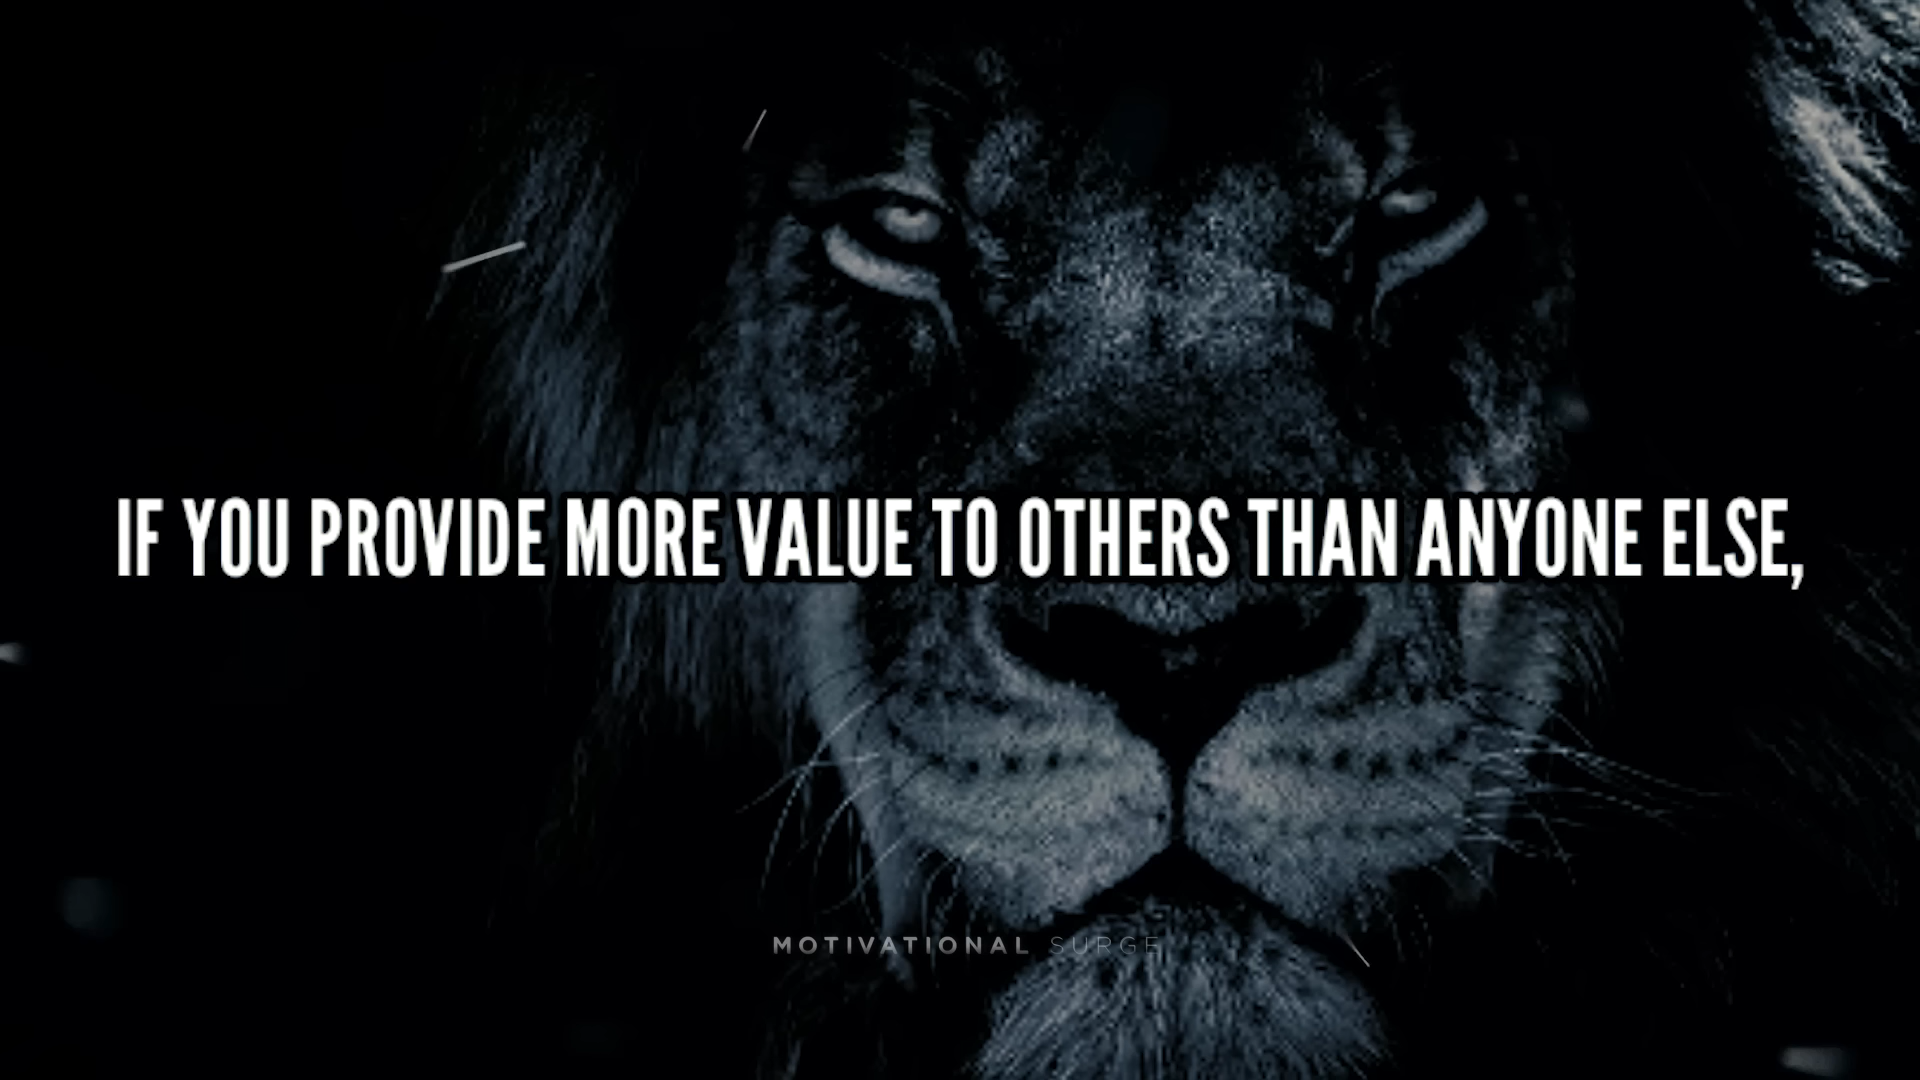 IF YOU PROVIDE MORE VALUE TO OTHERS THAN ANYONE ELSE,
MOTIVATIONAL SURGE